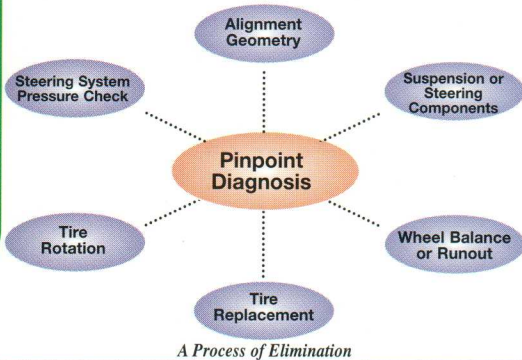 Alignment
Geometry
Steering System
Pressure Check
Suspension or
Steering
Components
Pinpoint
Diagnosis
Tire
Rotation
Wheel Balance
or Runout
Tire
Replacement
A Process of Elimination